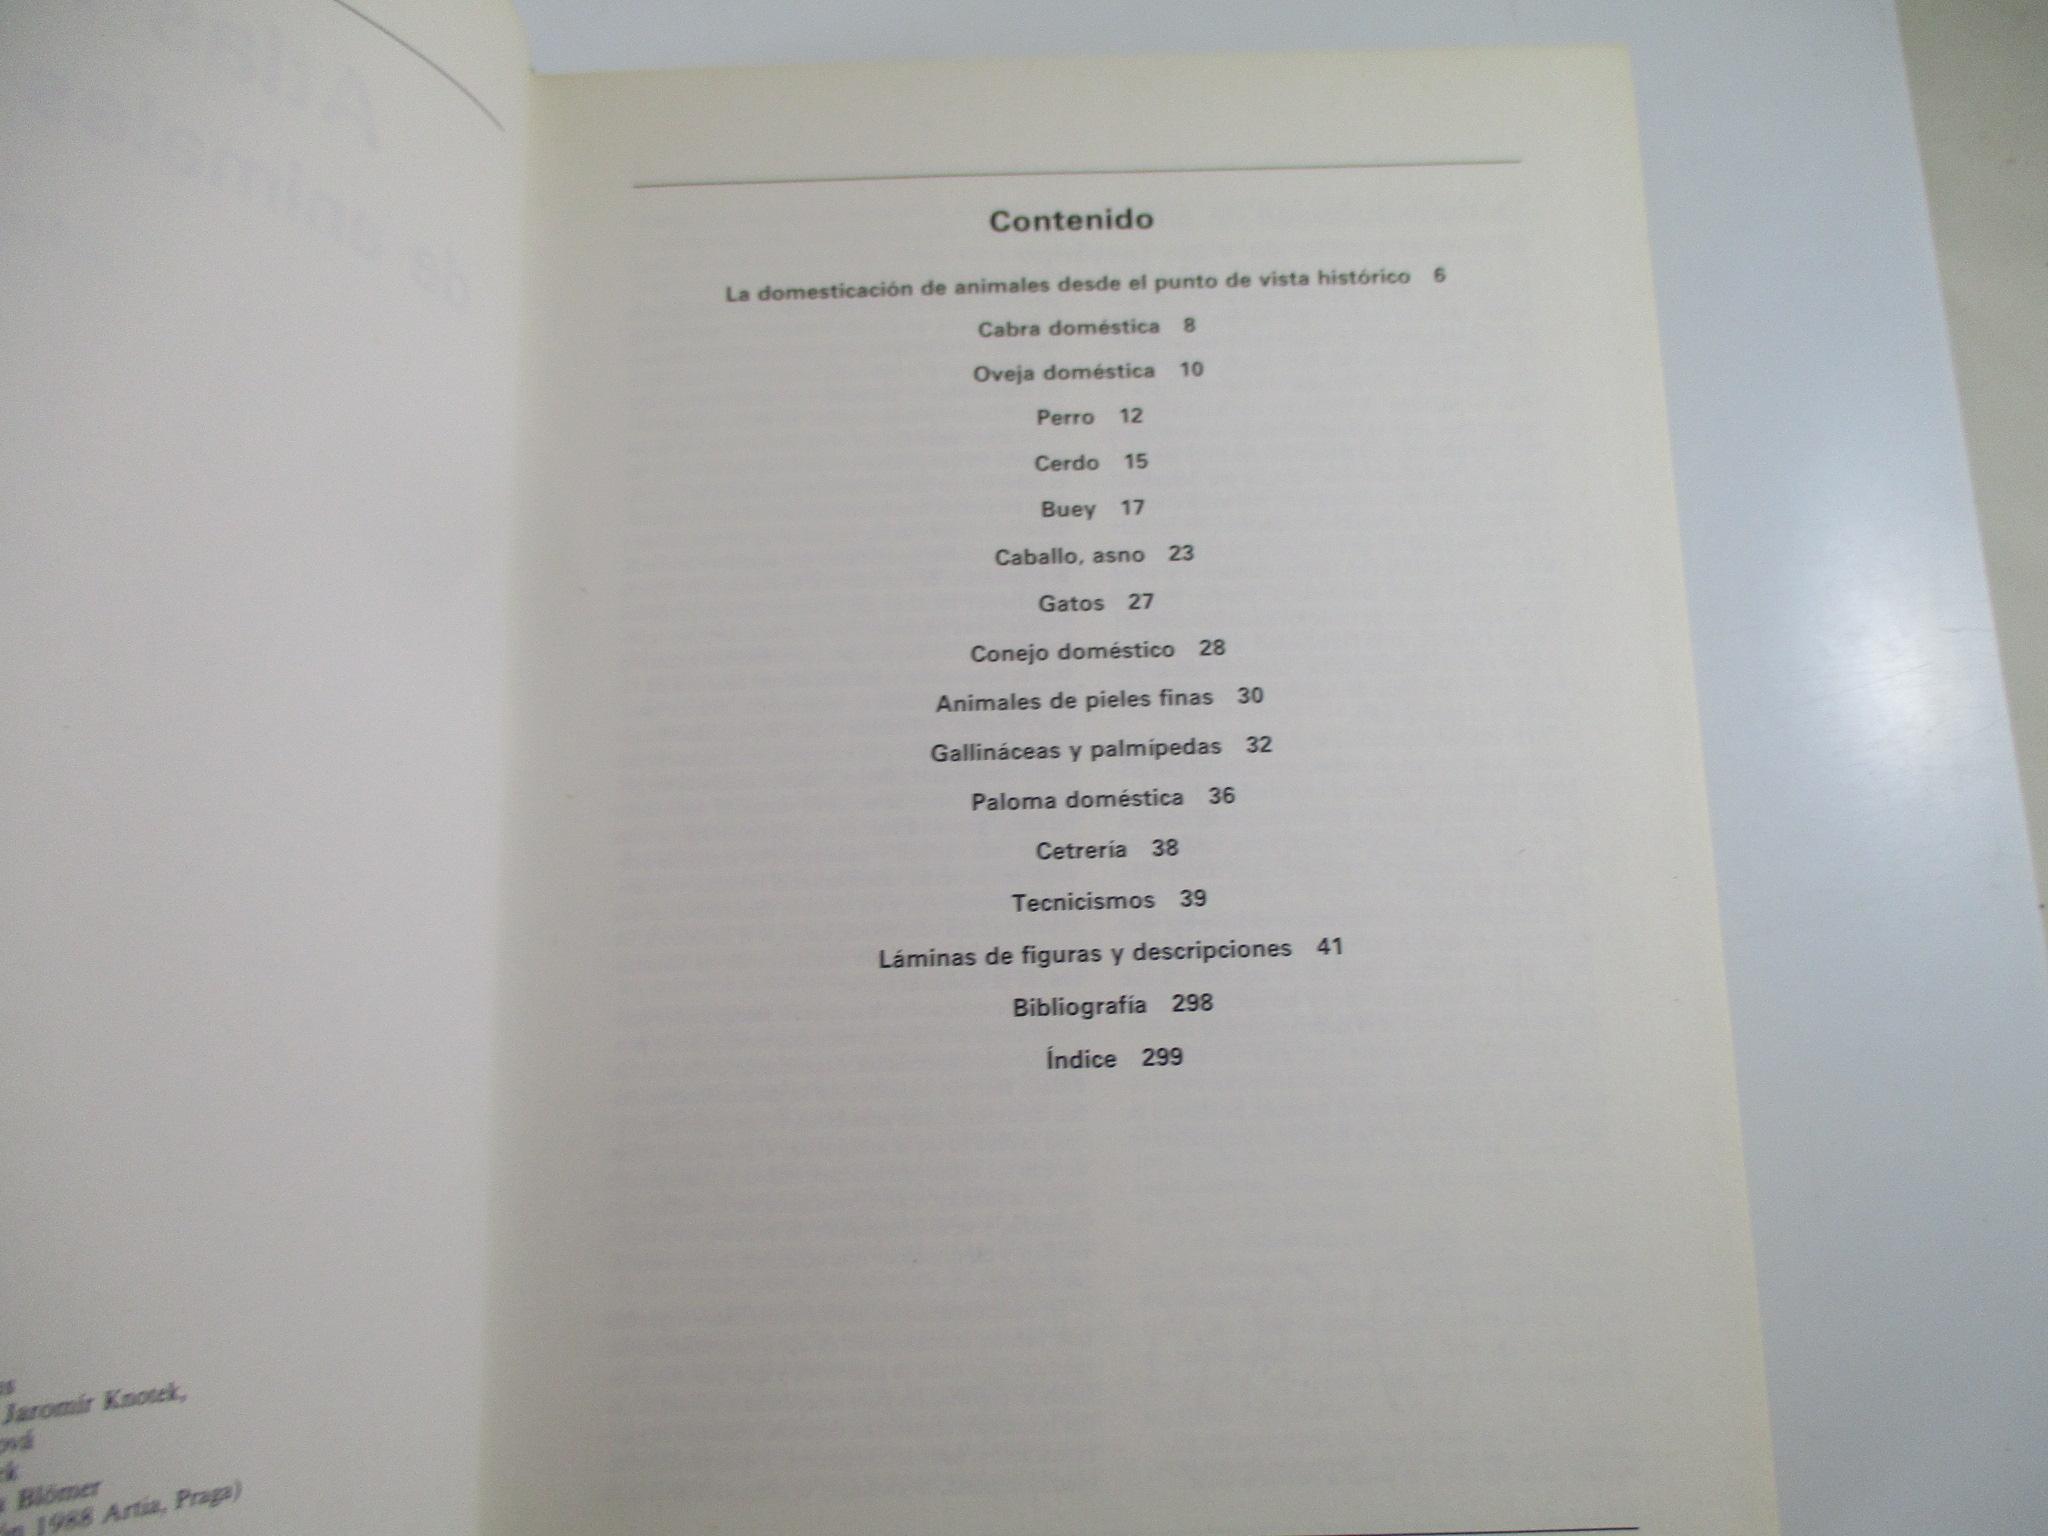 Jaromír Knotek,
Blömer
1988 Artia, Praga)
Contenido
La domesticación de animales desde el punto de vista histórico 6
Cabra doméstica 8
Oveja doméstica 10
Perro 12
Cerdo 15
Buey 17
Caballo, asno 23
Gatos 27
Conejo doméstico 28
Animales de pieles finas 30
Gallináceas y palmípedas 32
Paloma doméstica 36
Cetrería 38
Tecnicismos 39
Láminas de figuras y descripciones 41
Bibliografía 298
Índice 299